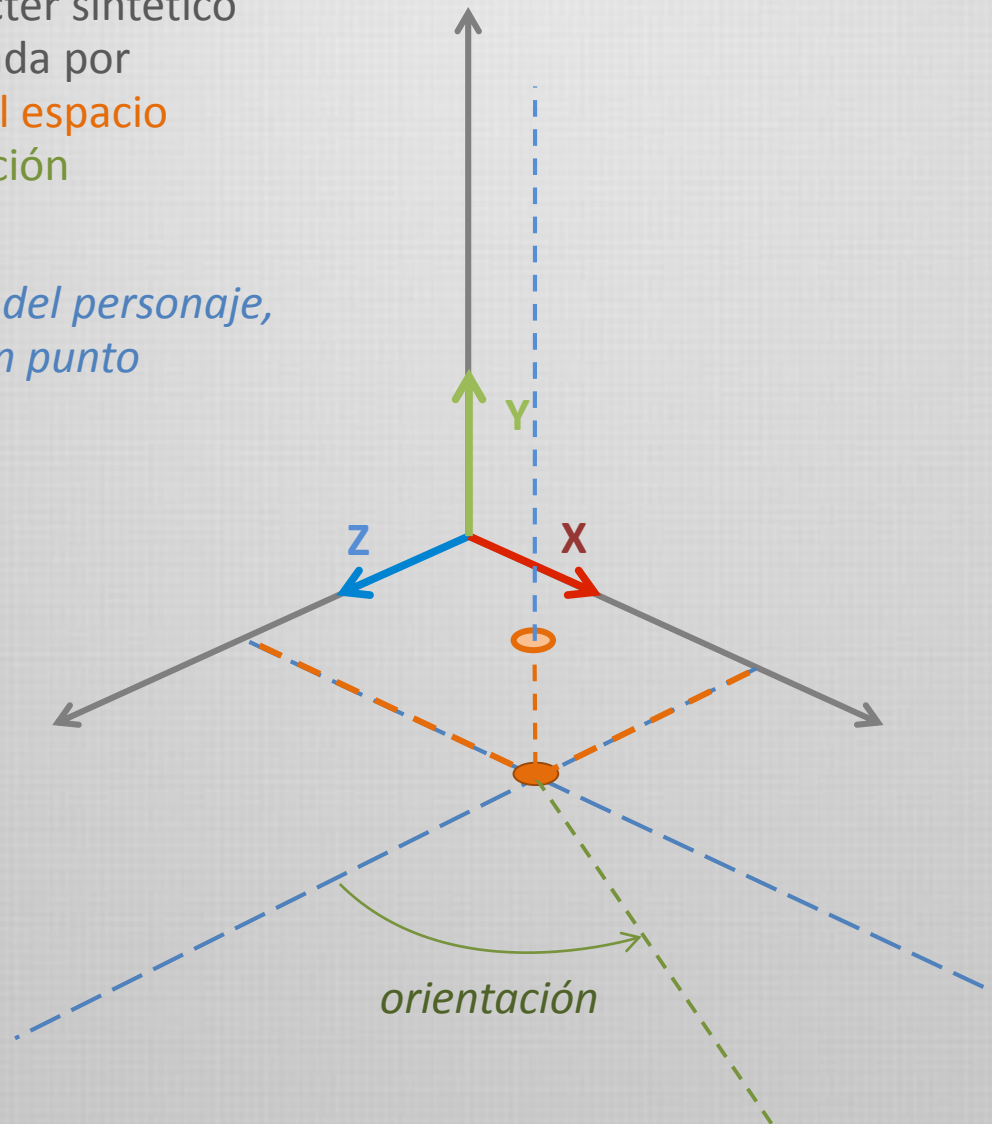 cter sintético
da por
l espacio
ción
del personaje,
n punto
Y
Z
X
orientación